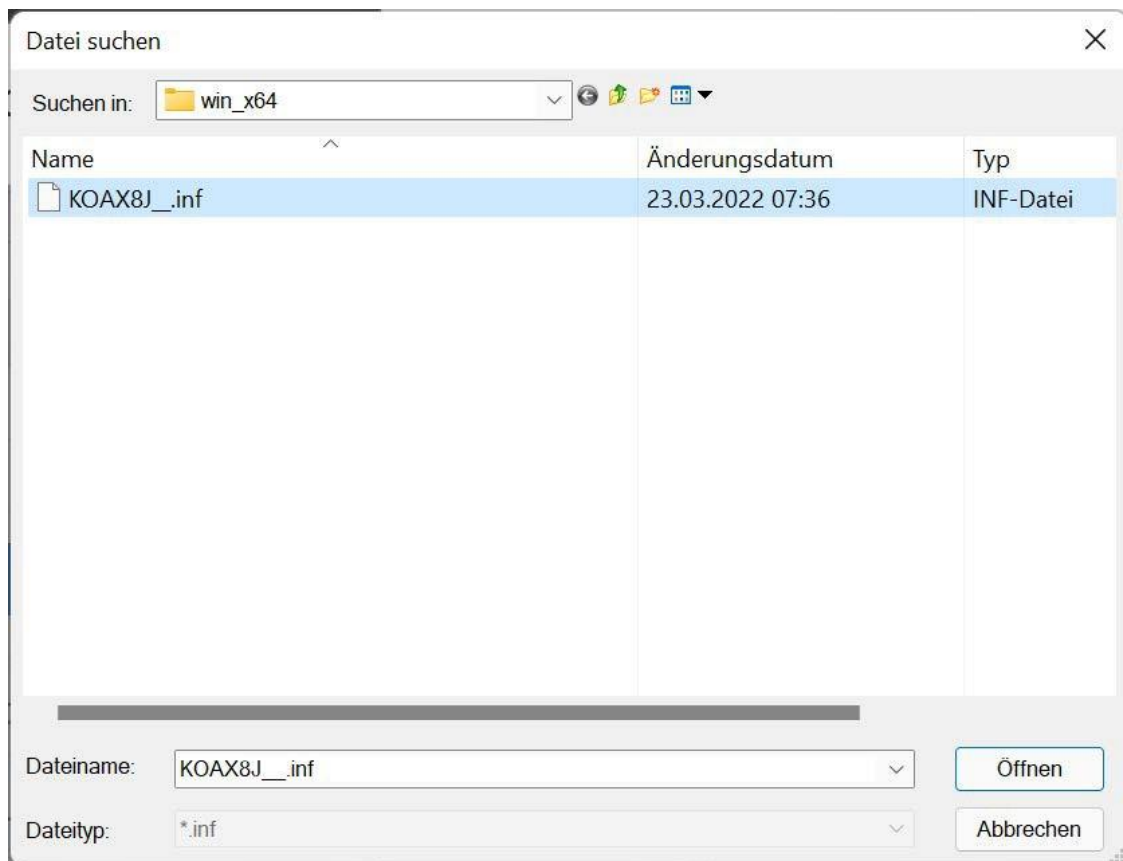 Datei suchen
Suchen in: win_x64
Name Änderungsdatum Typ
KOAX8J__.inf 23.03.2022 07:36 INF-Datei
Dateiname: KOAX8J__.inf Öffnen
Dateityp: *.inf Abbrechen